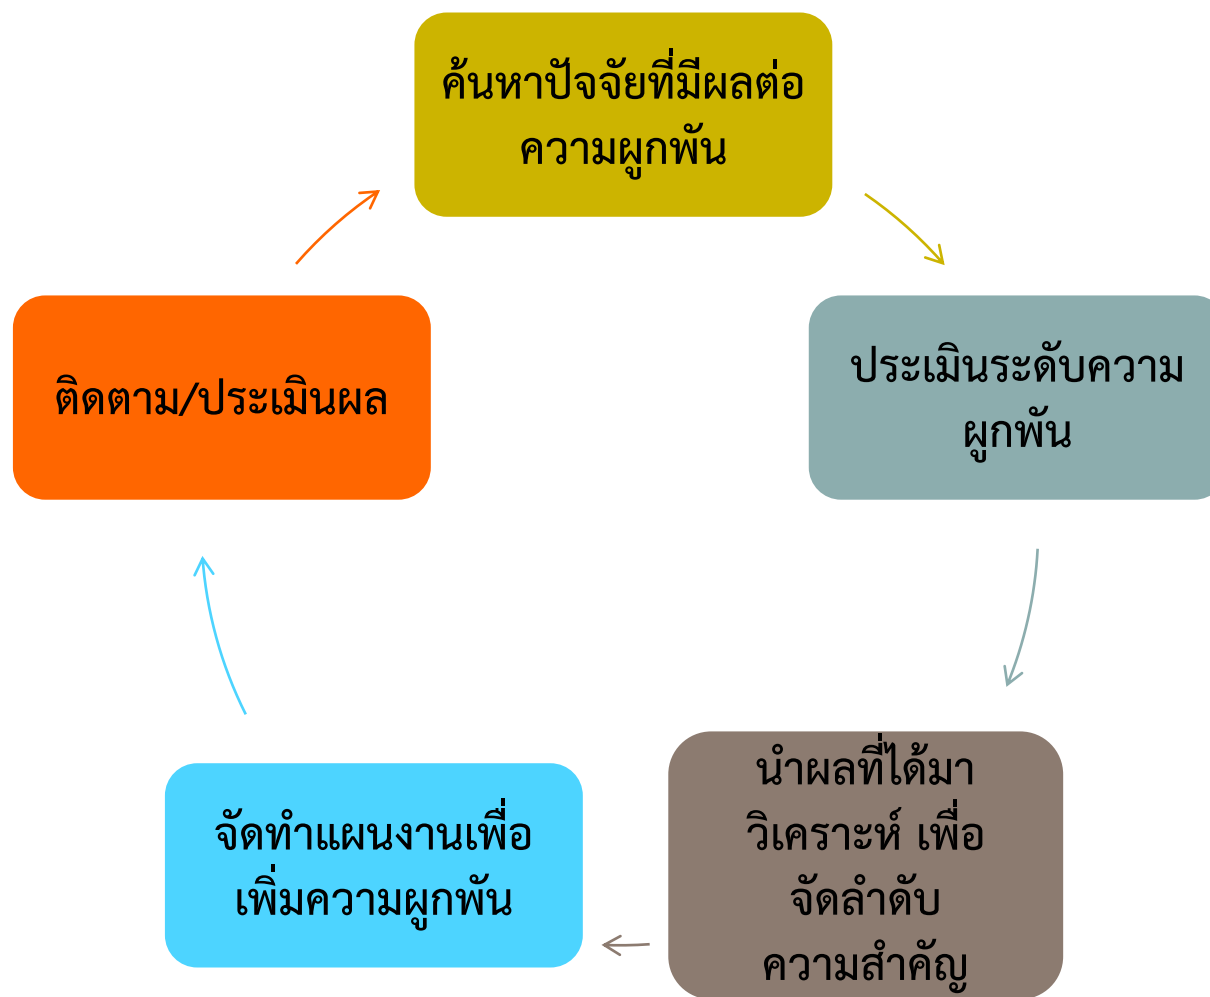 ค้นหาปัจจัยที่มีผลต่อ
ความผูกพัน
ประเมินระดับความ
ผูกพัน
นำผลที่ได้มา
วิเคราะห์ เพื่อ
จัดลำดับ
ความสำคัญ
จัดทำแผนงานเพื่อ
เพิ่มความผูกพัน
ติดตาม/ประเมินผล